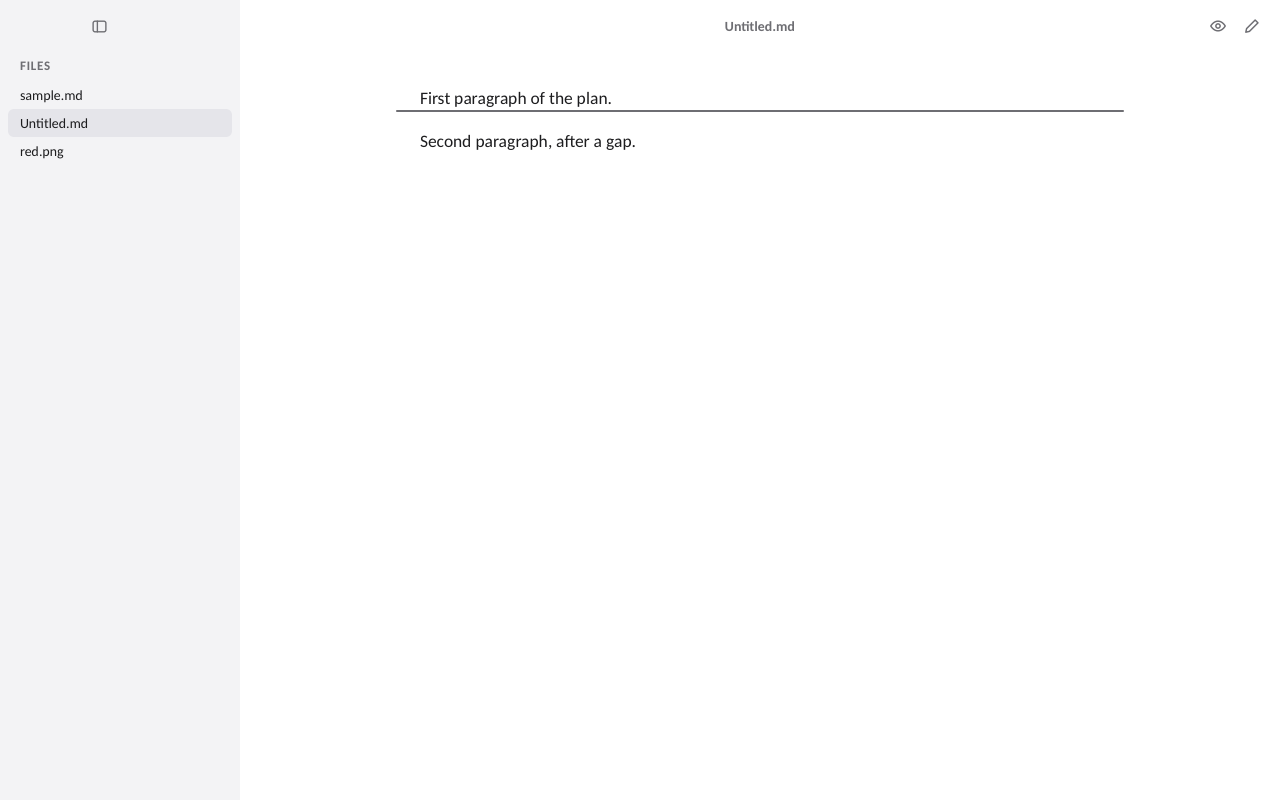 Untitled.md
FILES
sample.md
Untitled.md
red.png
First paragraph of the plan.
Second paragraph, after a gap.